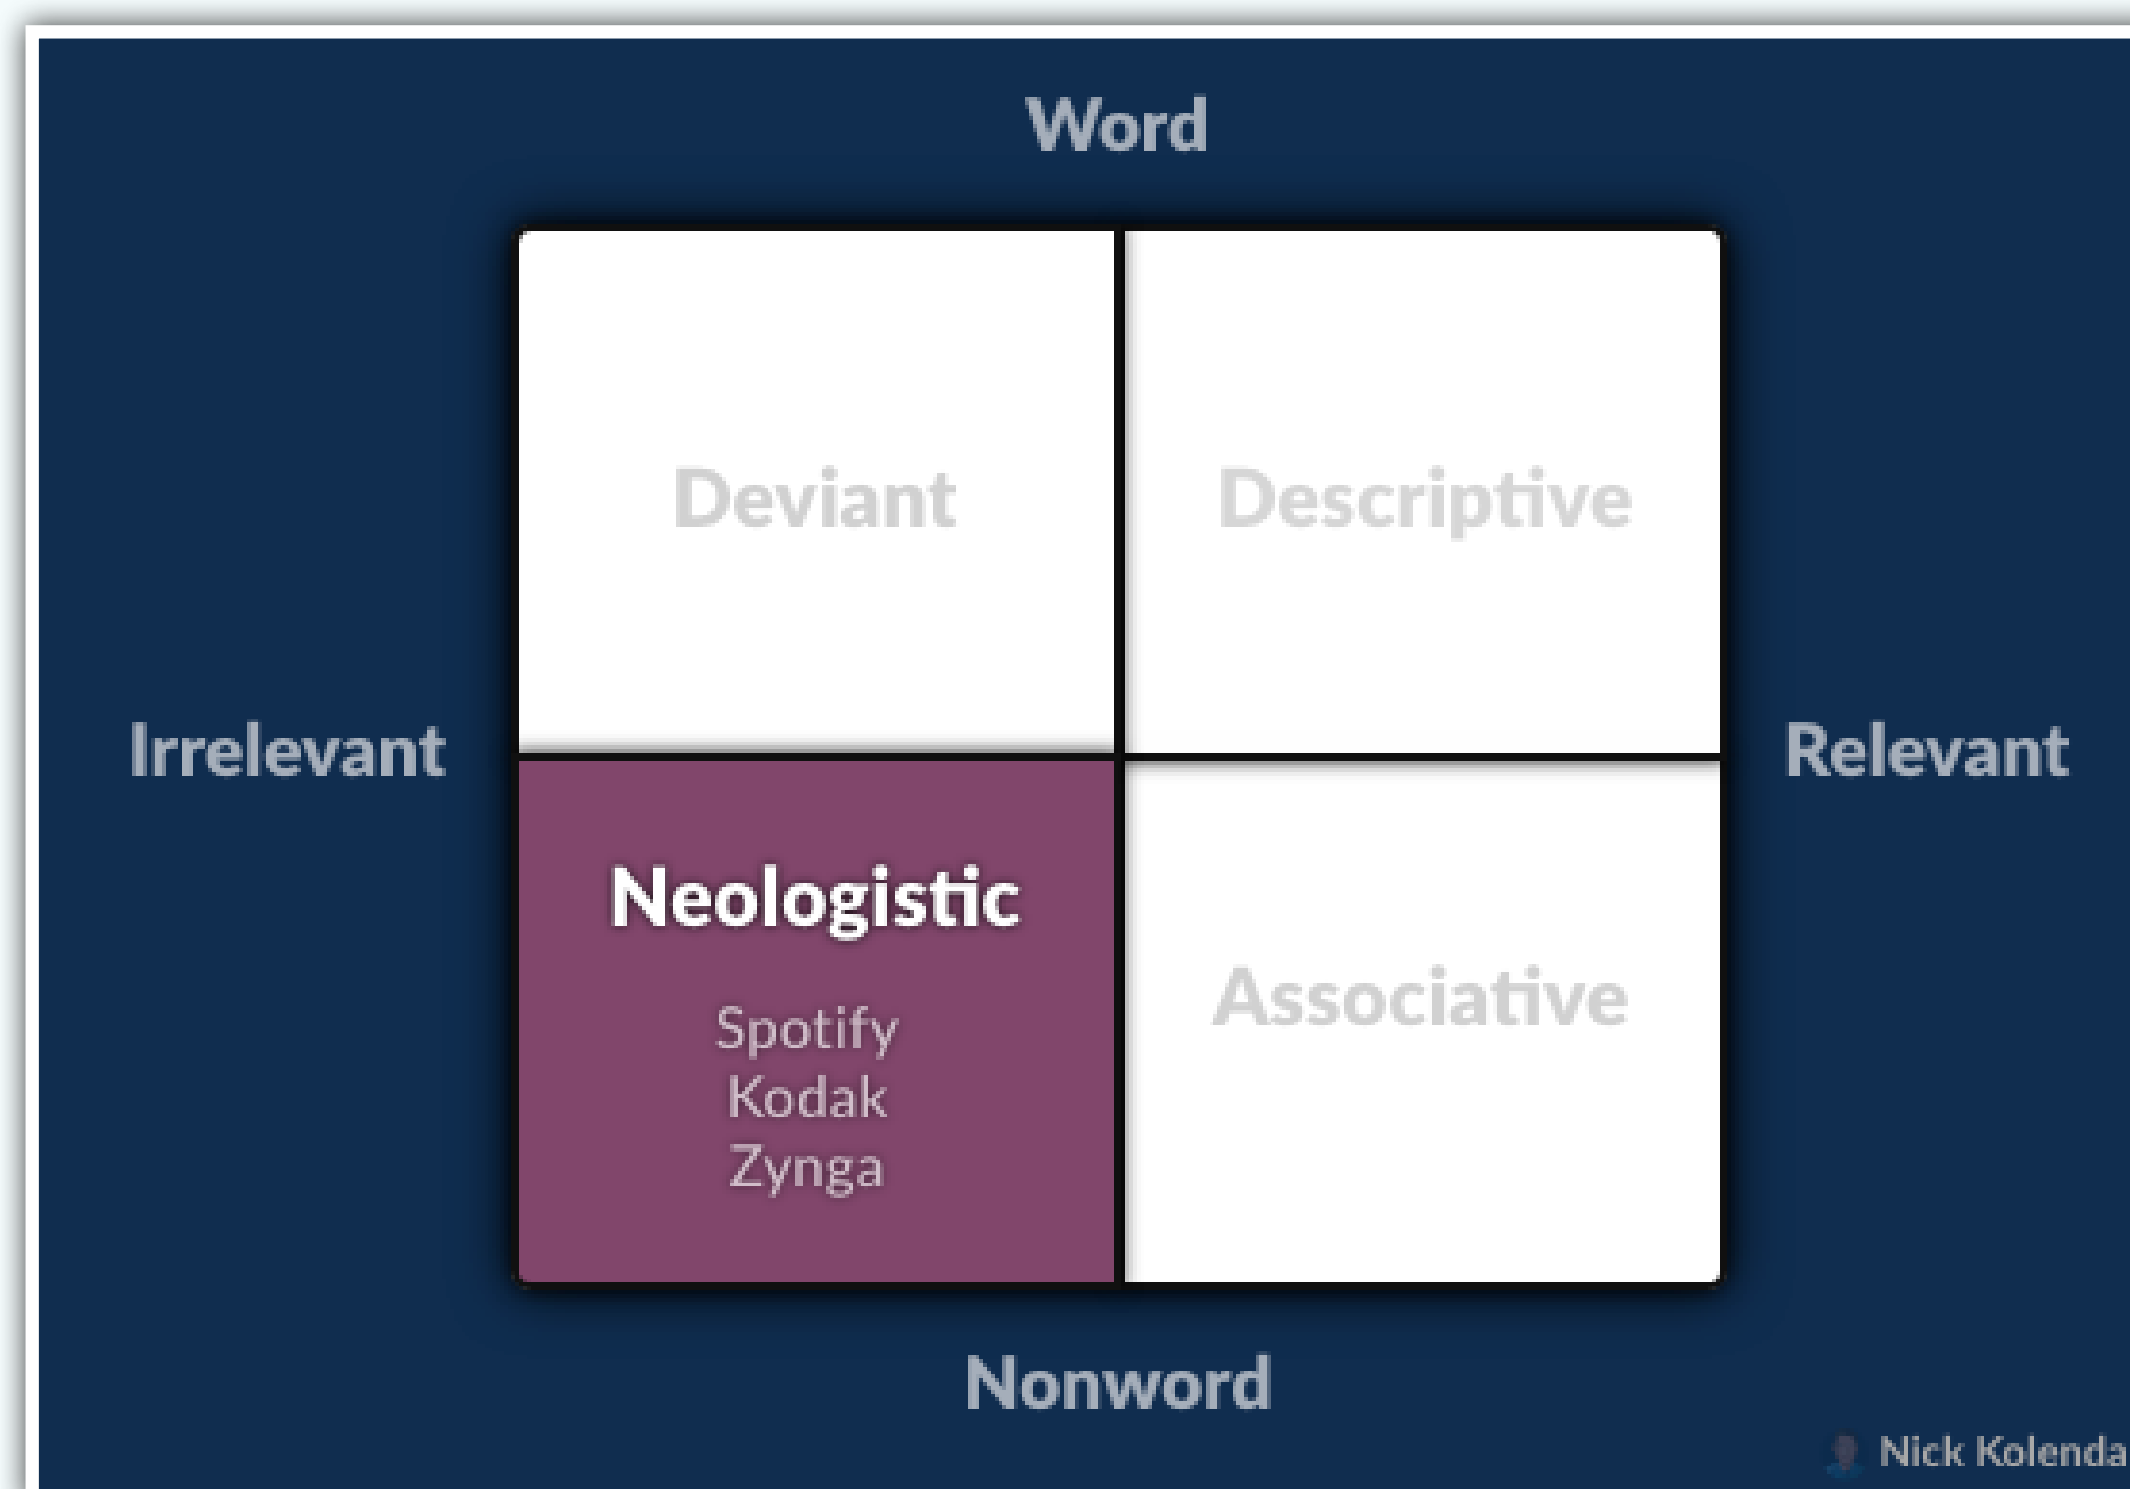 Word
Deviant
Descriptive
Irrelevant
Relevant
Neologistic
Spotify
Kodak
Zynga
Associative
Nonword
Nick Kolenda